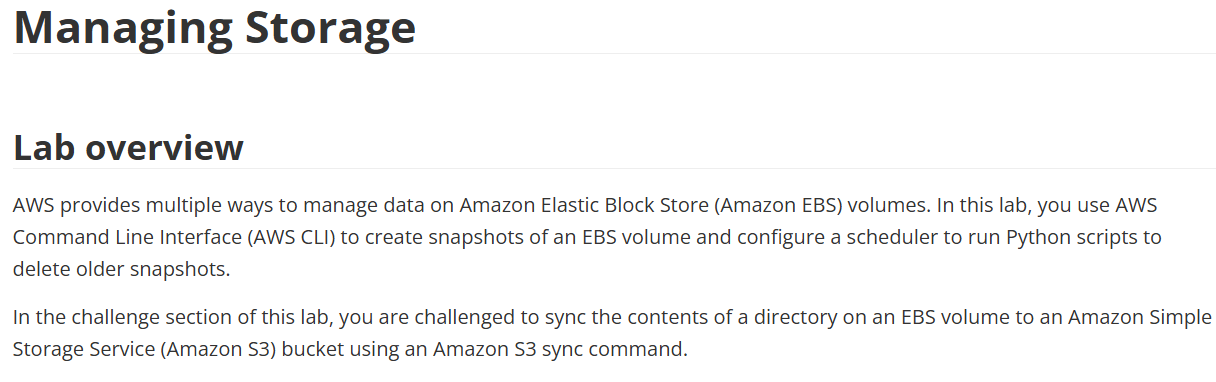 Managing Storage
Lab overview
AWS provides multiple ways to manage data on Amazon Elastic Block Store (Amazon EBS) volumes. In this lab, you use AWS
Command Line Interface (AWS CLI) to create snapshots of an EBS volume and configure a scheduler to run Python scripts to
delete older snapshots.
In the challenge section of this lab, you are challenged to sync the contents of a directory on an EBS volume to an Amazon Simple
Storage Service (Amazon S3) bucket using an Amazon S3 sync command.